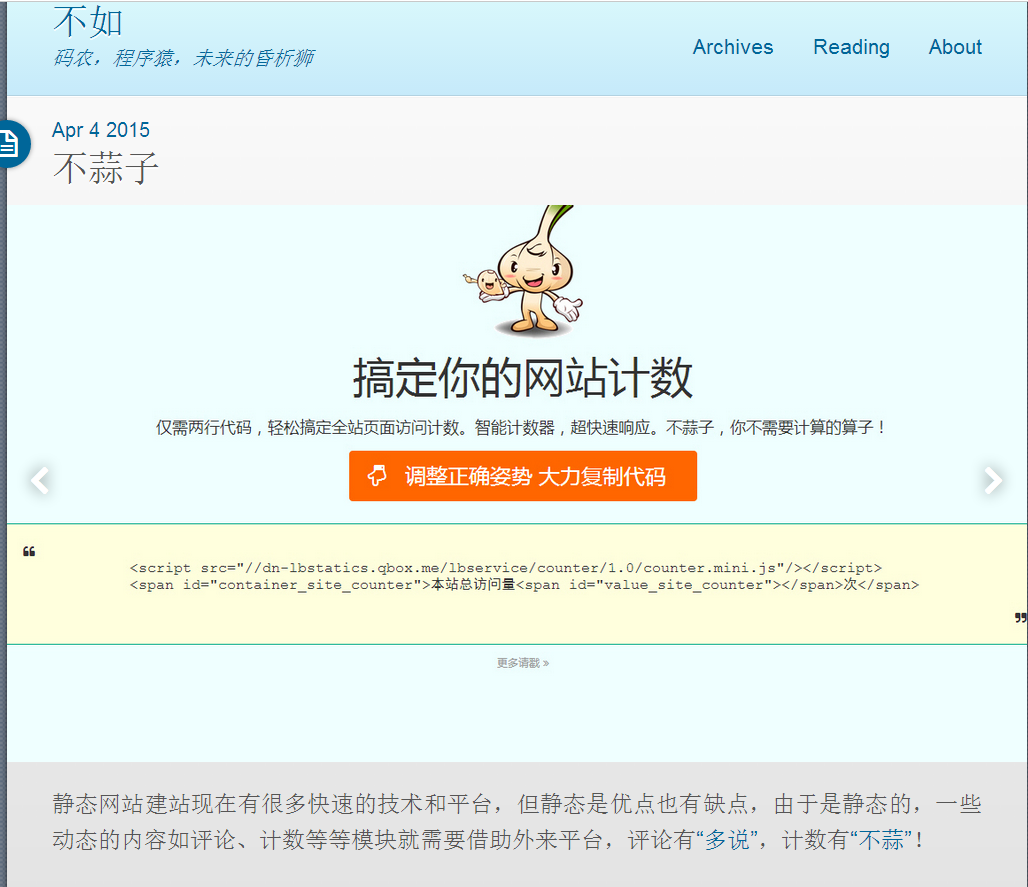 不如
码农，程序猿，未来的昏析狮
Archives Reading About
Apr 4 2015
不蒜子
搞定你的网站计数
仅需两行代码，轻松搞定全站页面访问计数。智能计数器，超快速响应。不蒜子，你不需要计算的算子！
调整正确姿势 大力复制代码
“
<script src="//dn-lbstatics.qbox.me/lbservice/counter/1.0/counter.mini.js"/></script>
<span id="container_site_counter">本站总访问量<span id="value_site_counter"></span>次</span>
”
更多请戳 »
静态网站建站现在有很多快速的技术和平台，但静态是优点也有缺点，由于是静态的，一些
动态的内容如评论、计数等等模块就需要借助外来平台，评论有“多说”，计数有“不蒜”！